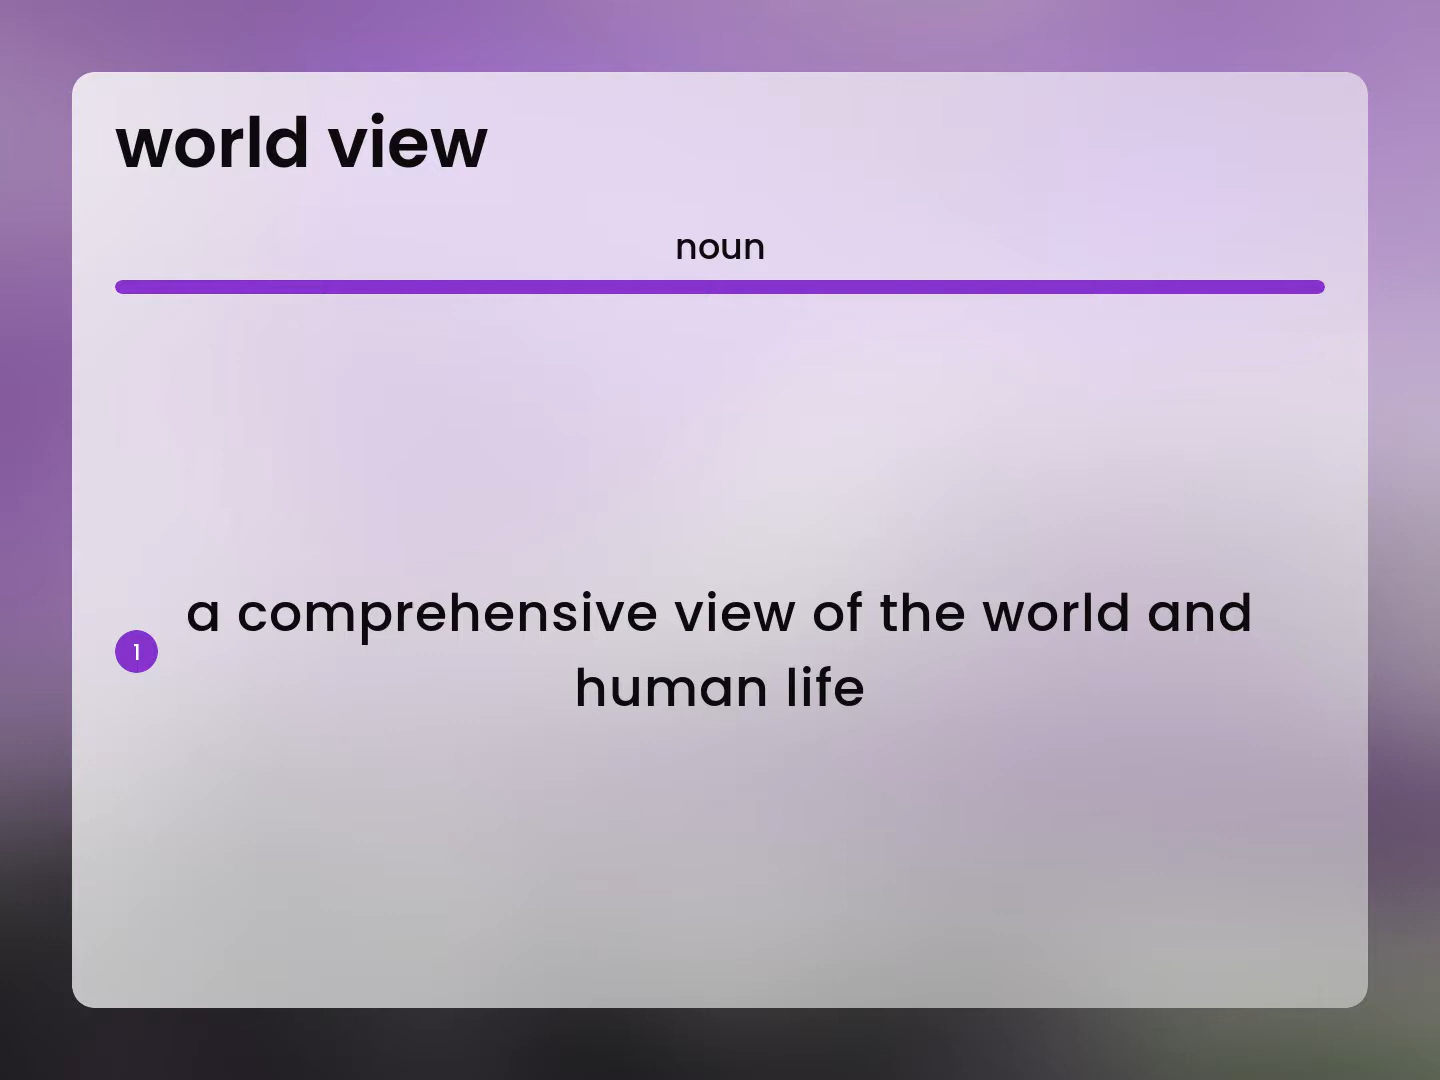 world view
noun
1
a comprehensive view of the world and
human life